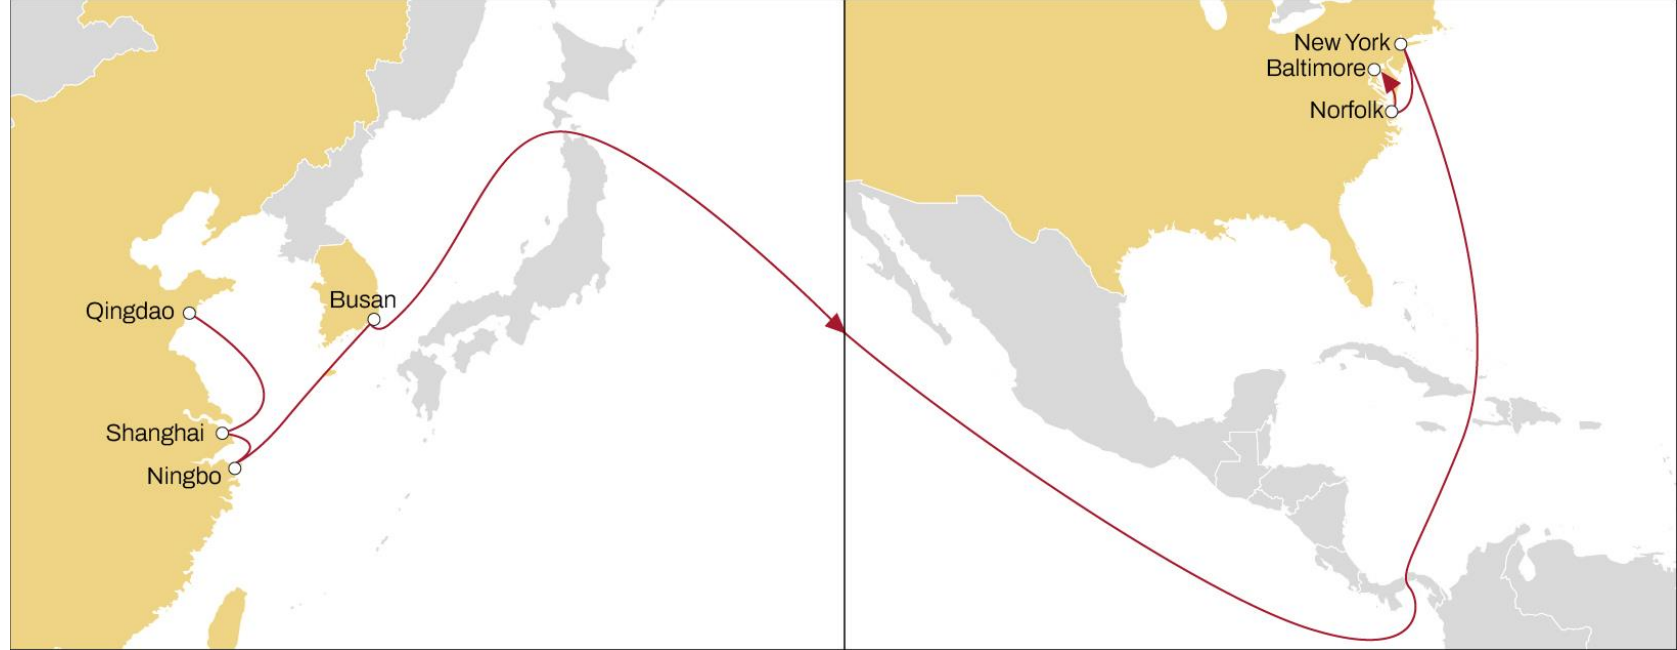 New York
Baltimore
Norfolk
Busan
Qingdao
Shanghai
Ningbo